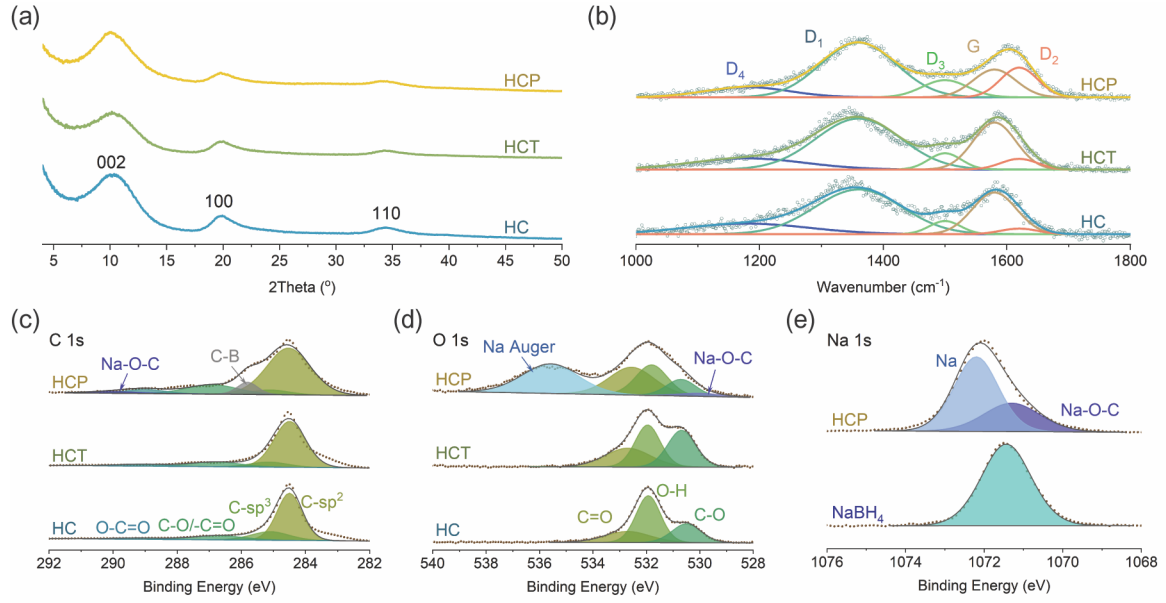 (a)
HCP
HCT
002
100
110
HC
5 10 15 20 25 30 35 40 45 50
2Theta (°)
(b)
D₁
G
D₄
D₃
D₂
HCP
HCT
HC
1000 1200 1400 1600 1800
Wavenumber (cm⁻¹)
(c)
C 1s
Na-O-C
C-B
HCP
HCT
C-sp³
C-sp²
HC
O-C=O
C-O/-C=O
292 290 288 286 284 282
Binding Energy (eV)
(d)
O 1s
Na Auger
Na-O-C
HCP
HCT
O-H
C=O
C-O
HC
540 538 536 534 532 530 528
Binding Energy (eV)
(e)
Na 1s
Na
HCP
Na-O-C
NaBH₄
1076 1074 1072 1070 1068
Binding Energy (eV)